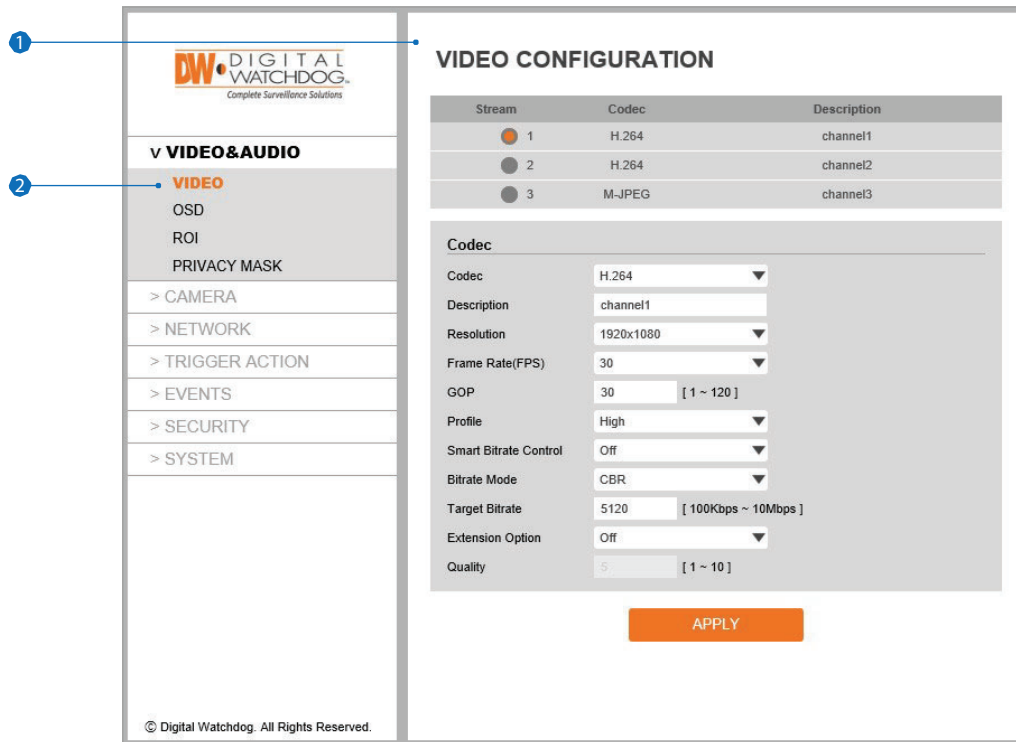 1
2
DW DIGITAL
WATCHDOG.
Complete Surveillance Solutions
v VIDEO&AUDIO
VIDEO
OSD
ROI
PRIVACY MASK
> CAMERA
> NETWORK
> TRIGGER ACTION
> EVENTS
> SECURITY
> SYSTEM
© Digital Watchdog. All Rights Reserved.
VIDEO CONFIGURATION
Stream Codec Description
1 H.264 channel1
2 H.264 channel2
3 M-JPEG channel3
Codec
Codec H.264
Description channel1
Resolution 1920x1080
Frame Rate(FPS) 30
GOP 30 [ 1 ~ 120 ]
Profile High
Smart Bitrate Control Off
Bitrate Mode CBR
Target Bitrate 5120 [ 100Kbps ~ 10Mbps ]
Extension Option Off
Quality 5 [ 1 ~ 10 ]
APPLY